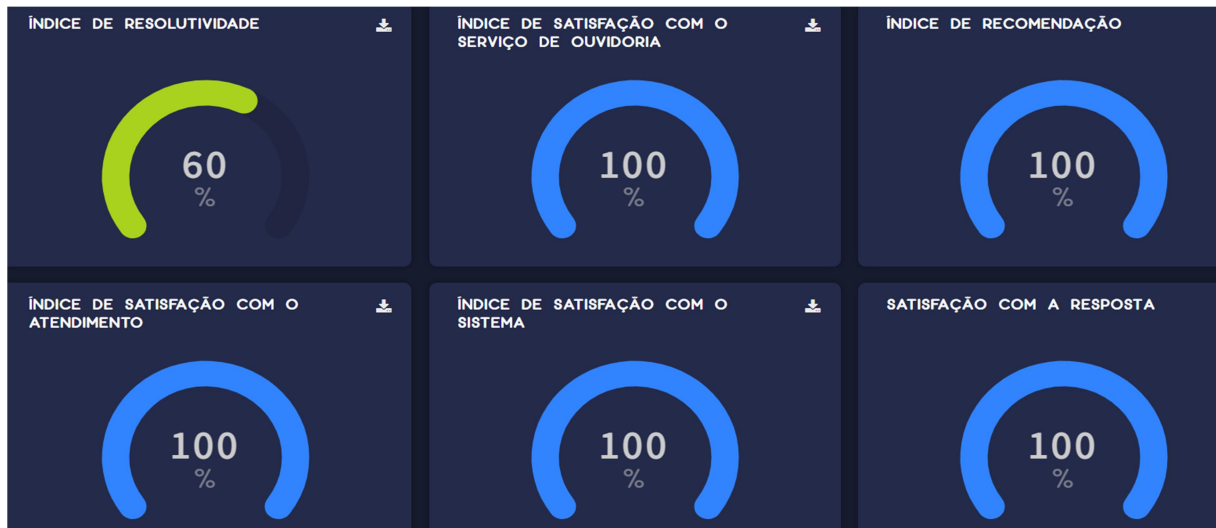 ÍNDICE DE RESOLUTIVIDADE
60
%
ÍNDICE DE SATISFAÇÃO COM O
SERVIÇO DE OUVIDORIA
100
%
ÍNDICE DE RECOMENDAÇÃO
100
%
ÍNDICE DE SATISFAÇÃO COM O
ATENDIMENTO
100
%
ÍNDICE DE SATISFAÇÃO COM O
SISTEMA
100
%
SATISFAÇÃO COM A RESPOSTA
100
%